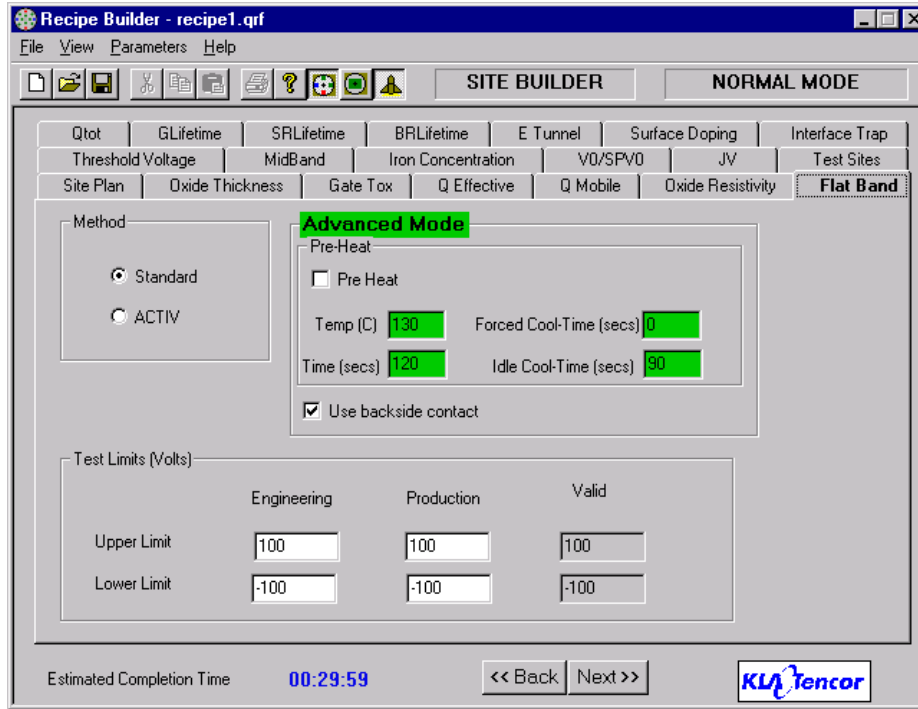 Recipe Builder - recipe1.qrf
File View Parameters Help
SITE BUILDER NORMAL MODE
Qtot GLifetime SRLifetime BRLifetime E Tunnel Surface Doping Interface Trap
Threshold Voltage MidBand Iron Concentration V0/SPV0 JV Test Sites
Site Plan Oxide Thickness Gate Tox Q Effective Q Mobile Oxide Resistivity Flat Band
Method
Standard
ACTIV
Advanced Mode
Pre-Heat
Pre Heat
Temp (C) 130 Forced Cool-Time (secs) 0
Time (secs) 120 Idle Cool-Time (secs) 90
Use backside contact
Test Limits (Volts)
Engineering Production Valid
Upper Limit 100 100 100
Lower Limit -100 -100 -100
Estimated Completion Time 00:29:59 << Back Next >> KLA Tencor